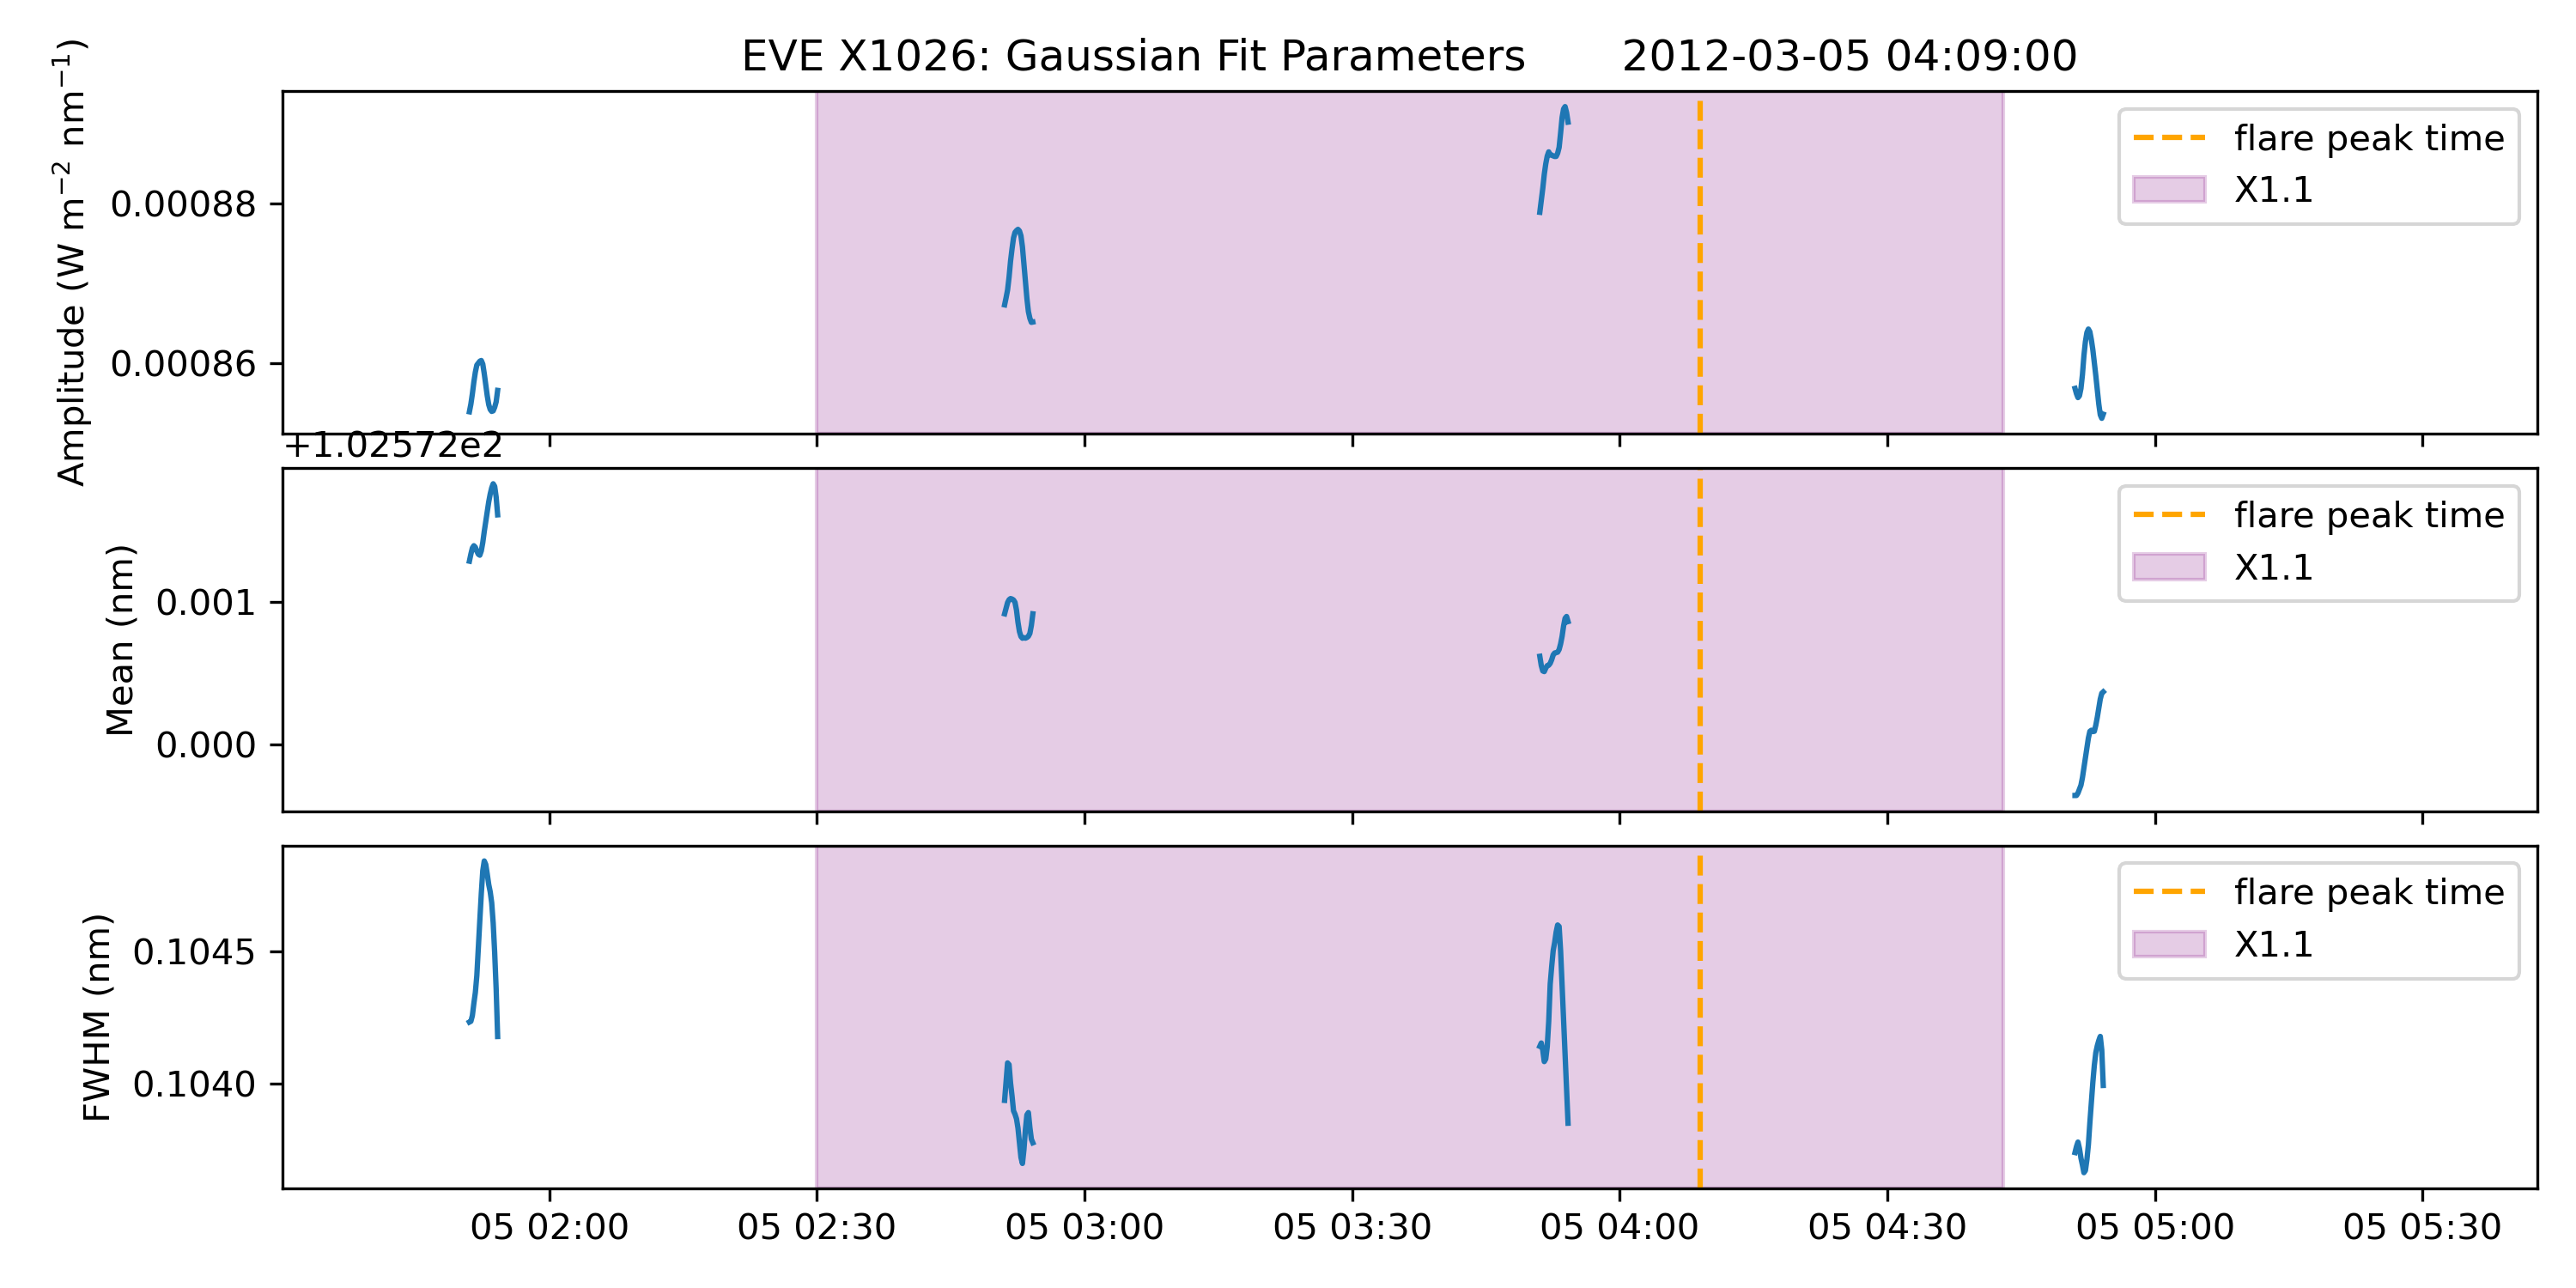 EVE X1026: Gaussian Fit Parameters 2012-03-05 04:09:00
Amplitude (W m⁻² nm⁻¹)
0.00088
0.00086
flare peak time
X1.1
+1.02572e2
Mean (nm)
0.001
0.000
flare peak time
X1.1
FWHM (nm)
0.1045
0.1040
flare peak time
X1.1
05 02:00 05 02:30 05 03:00 05 03:30 05 04:00 05 04:30 05 05:00 05 05:30